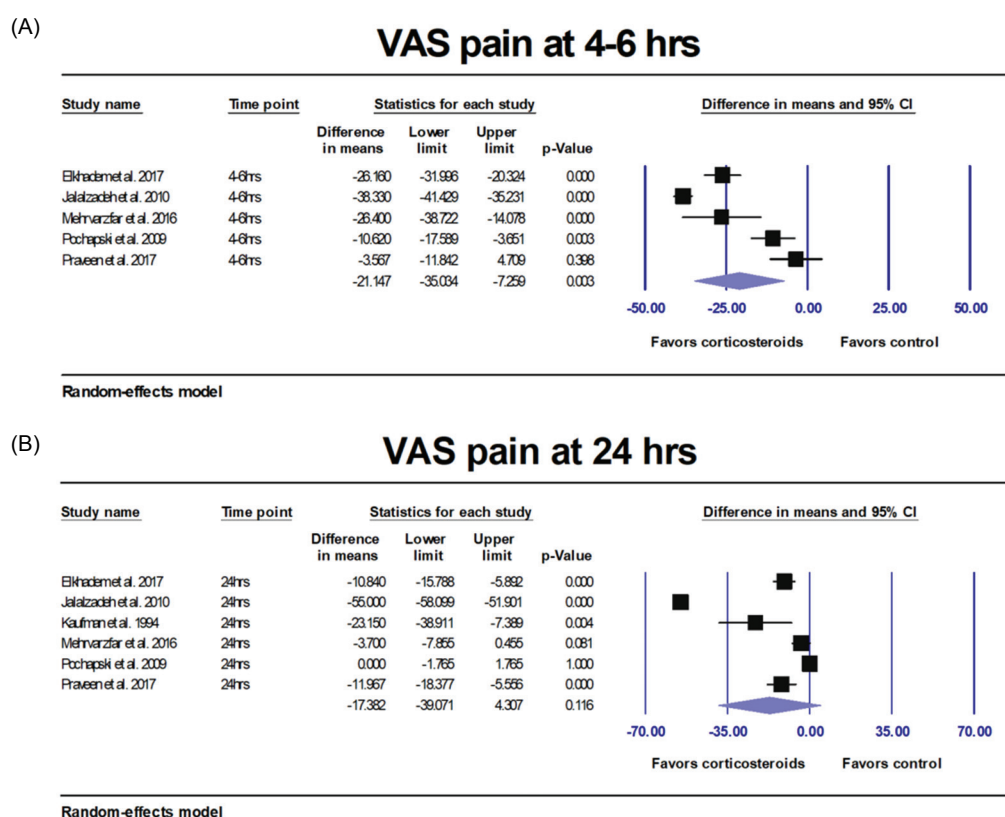 (A)
VAS pain at 4-6 hrs
Study name Time point Statistics for each study Difference in means and 95% CI
Difference in means Lower limit Upper limit p-Value
Elkhadem et al. 2017 4-6hrs -26.160 -31.996 -20.324 0.000
Jalalzadeh et al. 2010 4-6hrs -38.330 -41.429 -35.231 0.000
Mehrvarzfar et al. 2016 4-6hrs -26.400 -38.722 -14.078 0.000
Pochapski et al. 2009 4-6hrs -10.620 -17.589 -3.651 0.003
Praveen et al. 2017 4-6hrs -3.567 -11.842 4.709 0.398
-21.147 -35.034 -7.259 0.003
-50.00 -25.00 0.00 25.00 50.00
Favors corticosteroids Favors control
Random-effects model
(B)
VAS pain at 24 hrs
Study name Time point Statistics for each study Difference in means and 95% CI
Difference in means Lower limit Upper limit p-Value
Elkhadem et al. 2017 24hrs -10.840 -15.788 -5.892 0.000
Jalalzadeh et al. 2010 24hrs -55.000 -58.099 -51.901 0.000
Kaufman et al. 1994 24hrs -23.150 -38.911 -7.389 0.004
Mehrvarzfar et al. 2016 24hrs -3.700 -7.855 0.455 0.081
Pochapski et al. 2009 24hrs 0.000 -1.765 1.765 1.000
Praveen et al. 2017 24hrs -11.967 -18.377 -5.556 0.000
-17.382 -39.071 4.307 0.116
-70.00 -35.00 0.00 35.00 70.00
Favors corticosteroids Favors control
Random-effects model